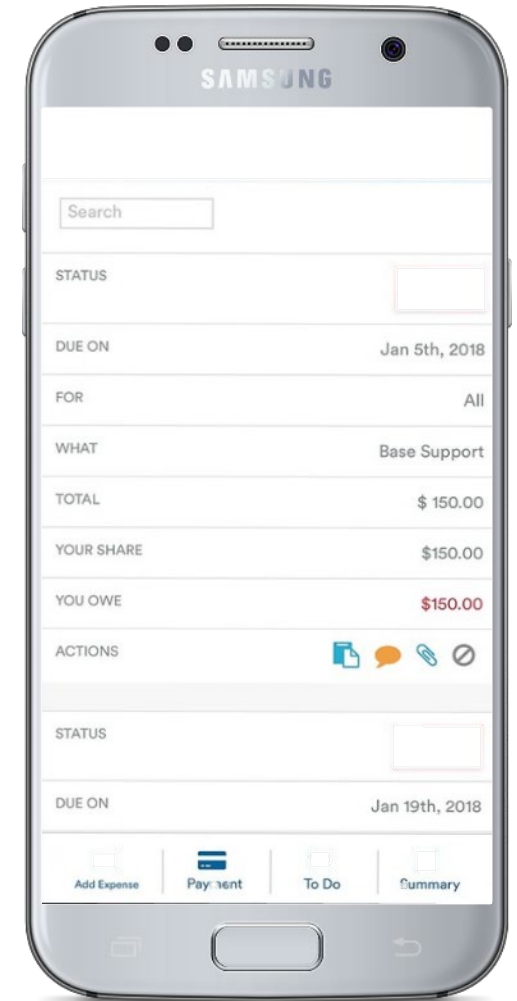 SAMSUNG
Search
STATUS
DUE ON Jan 5th, 2018
FOR All
WHAT Base Support
TOTAL $ 150.00
YOUR SHARE $150.00
YOU OWE $150.00
ACTIONS
STATUS
DUE ON Jan 19th, 2018
Add Expense Payment To Do Summary